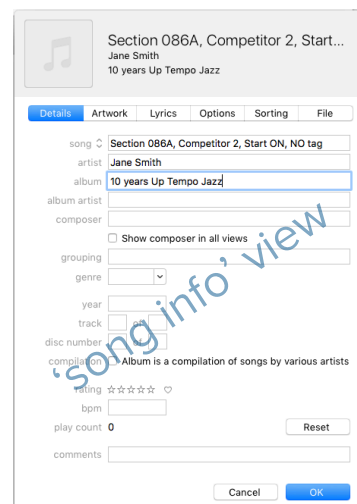 Section 086A, Competitor 2, Start...
Jane Smith
10 years Up Tempo Jazz
Details Artwork Lyrics Options Sorting File
song Section 086A, Competitor 2, Start ON, NO tag
artist Jane Smith
album 10 years Up Tempo Jazz
album artist
composer
Show composer in all views
grouping
genre
year
track of
disc number of
compilation Album is a compilation of songs by various artists
rating
bpm
play count 0 Reset
comments
Cancel OK
‘song info’ view